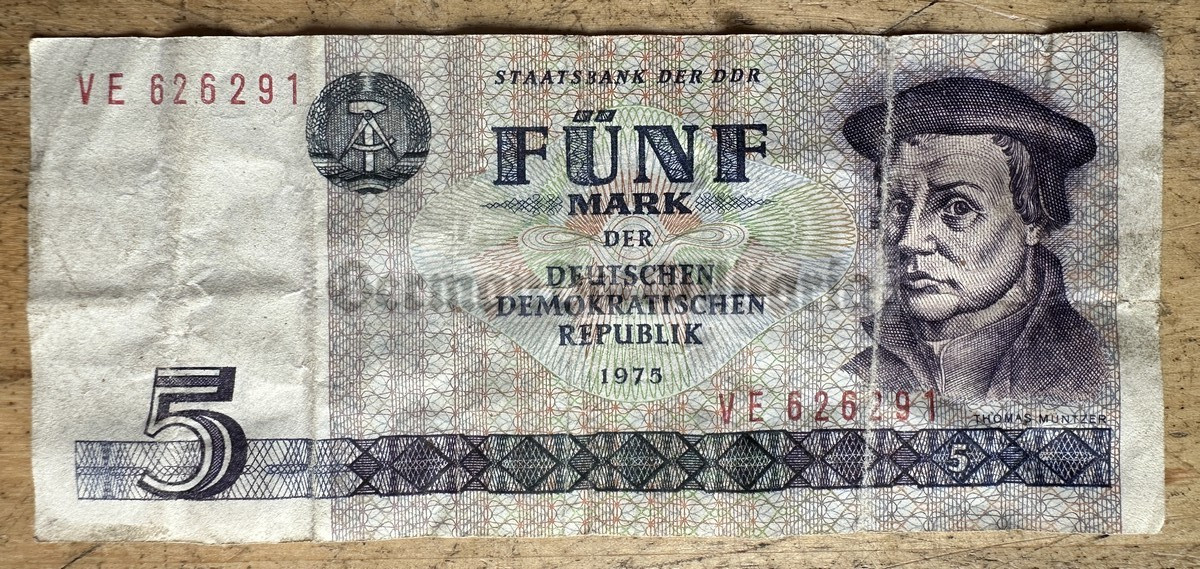 VE 626291
STAATSBANK DER DDR
FÜNF
MARK
DER
DEUTSCHEN
DEMOKRATISCHEN
REPUBLIK
1975
VE 626291
THOMAS MÜNTZER
5
5